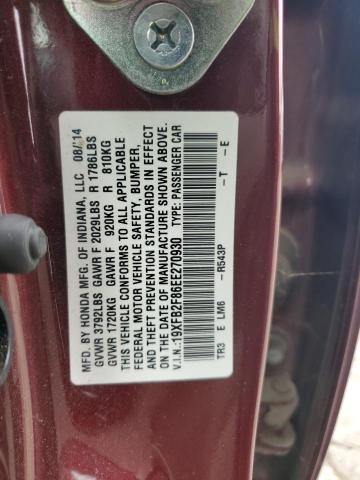 MFD. BY HONDA MFG. OF INDIANA, LLC 08/14
GVWR 3792LBS GAWR F 2029LBS R 1786LBS
GVWR 1720KG GAWR F 920KG R 810KG
THIS VEHICLE CONFORMS TO ALL APPLICABLE
FEDERAL MOTOR VEHICLE SAFETY, BUMPER,
AND THEFT PREVENTION STANDARDS IN EFFECT
ON THE DATE OF MANUFACTURE SHOWN ABOVE.
V.I.N.: 19XFB2F86EE270930 TYPE: PASSENGER CAR
TR3 E LM6 -R543P -T -E